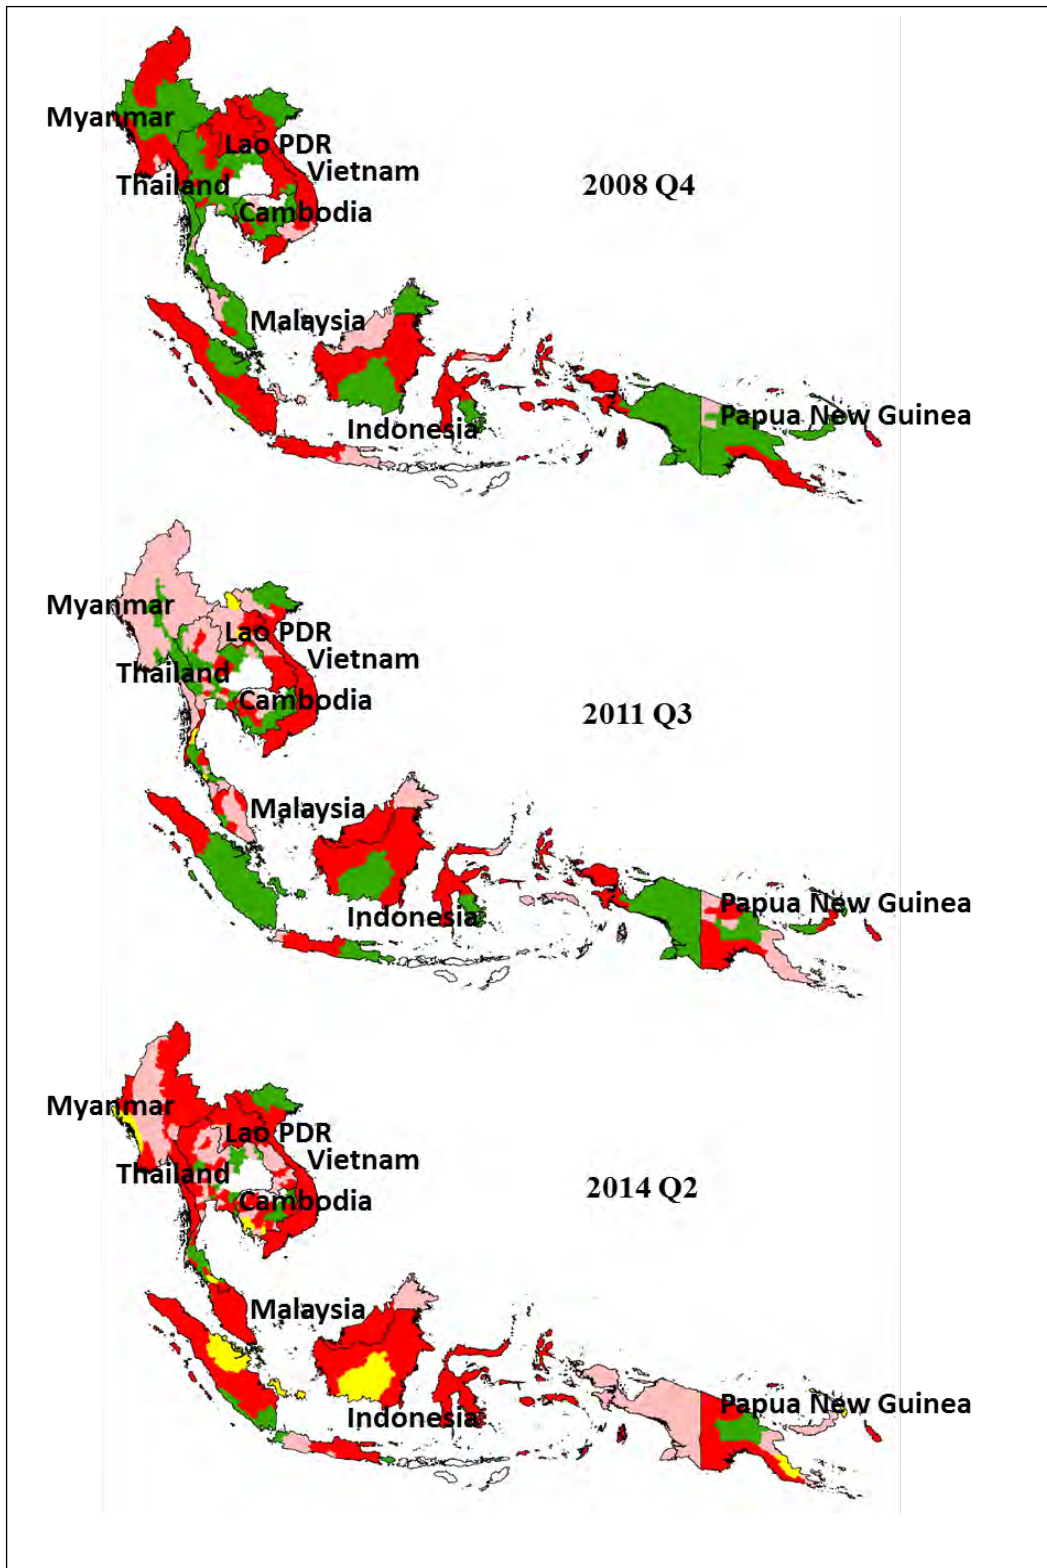 Myanmar
Lao PDR
Vietnam
Thailand
2008 Q4
Cambodia
Malaysia
Papua New Guinea
Indonesia
Myanmar
Lao PDR
Vietnam
Thailand
Cambodia
2011 Q3
Malaysia
Papua New Guinea
Indonesia
Myanmar
Lao PDR
Vietnam
Thailand
2014 Q2
Cambodia
Malaysia
Papua New Guinea
Indonesia